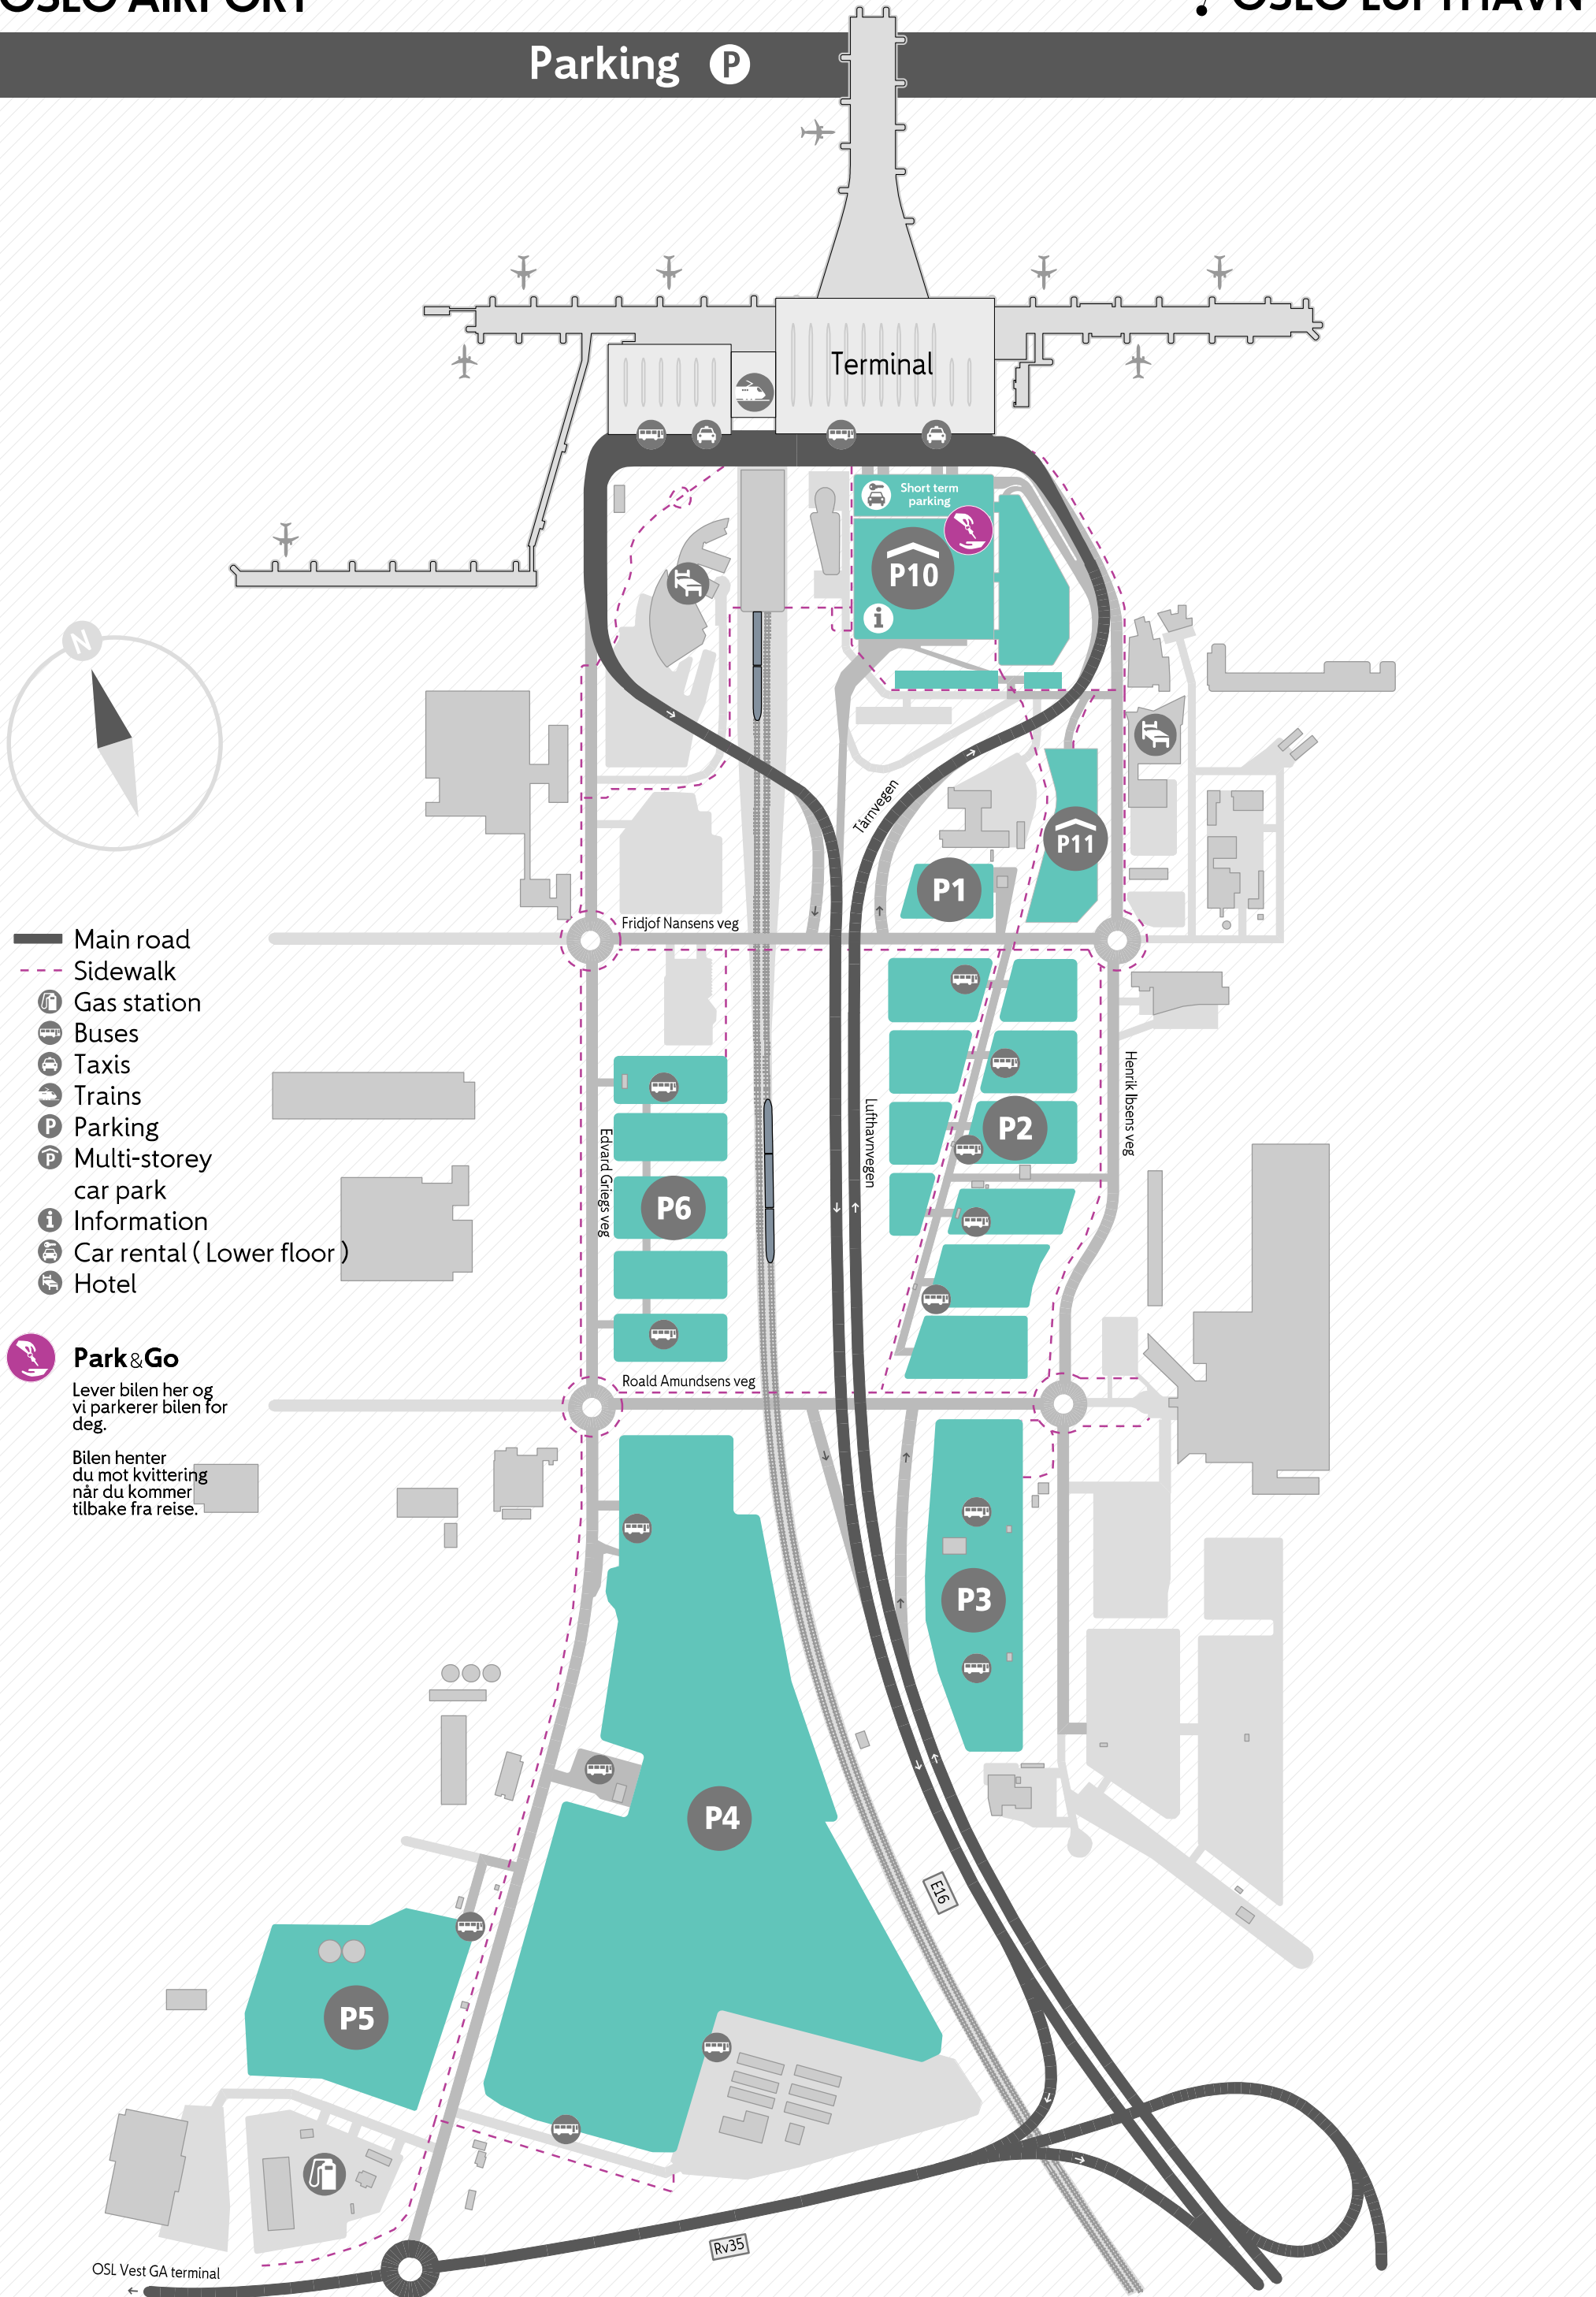 OSLO AIRPORT
OSLO LUFTHAVN
Parking P
Terminal
Short term
parking
P10
i
N
Tårnvegen
P11
P1
Fridjof Nansens veg
Main road
Sidewalk
Gas station
Buses
Taxis
Trains
P Parking
P Multi-storey
car park
i Information
Car rental ( Lower floor )
Hotel
Henrik Ibsens veg
Lufthavnvegen
Edvard Griegs veg
P2
P6
Park&Go
Lever bilen her og
vi parkerer bilen for
deg.
Bilen henter
du mot kvittering
når du kommer
tilbake fra reise.
Roald Amundsens veg
P3
P4
E16
P5
Rv35
OSL Vest GA terminal